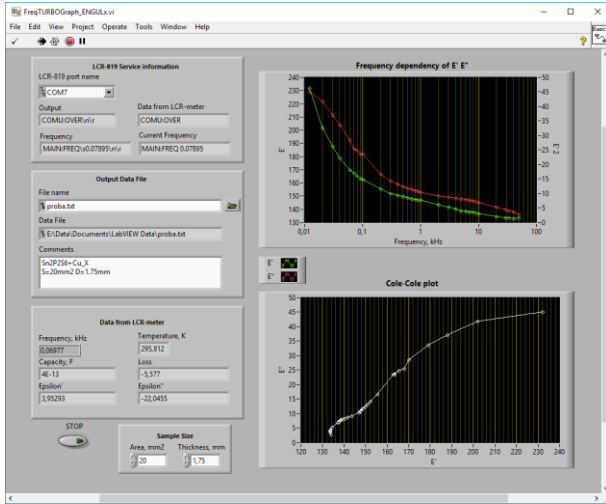 FreqTURBOGraph_ENGULx.vi
File Edit View Project Operate Tools Window Help
LCR-819 Service information
LCR-819 port name
COM7
Output Data from LCR-meter
COMU:OVER\n\r COMU:OVER
Frequency Current Frequency
MAIN:FREQ\s0.07895\n\r MAIN:FREQ 0.07895
Output Data File
File name
proba.txt
Data File
E:\Data\Documents\LabVIEW Data\proba.txt
Comments
Sn2P2S6+Cu_X
S=20mm2 D=1.75mm
Data from LCR-meter
Frequency, kHz Temperature, K
0,06977 295,812
Capacity, F Loss
4E-13 -5,577
Epsilon' Epsilon''
3,95293 -22,0455
STOP
Sample Size
Area, mm2 Thickness, mm
20 1,75
Frequency dependency of E' E''
240 230 220 210 200 190 180 170 160 150 140 130
E'
50 45 40 35 30 25 20 15 10 5 0
E'2
0,01 0,1 1 10 100
Frequency, kHz
E'
E''
Cole-Cole plot
50 45 40 35 30 25 20 15 10 5 0
E''
120 130 140 150 160 170 180 190 200 210 220 230 240
E'